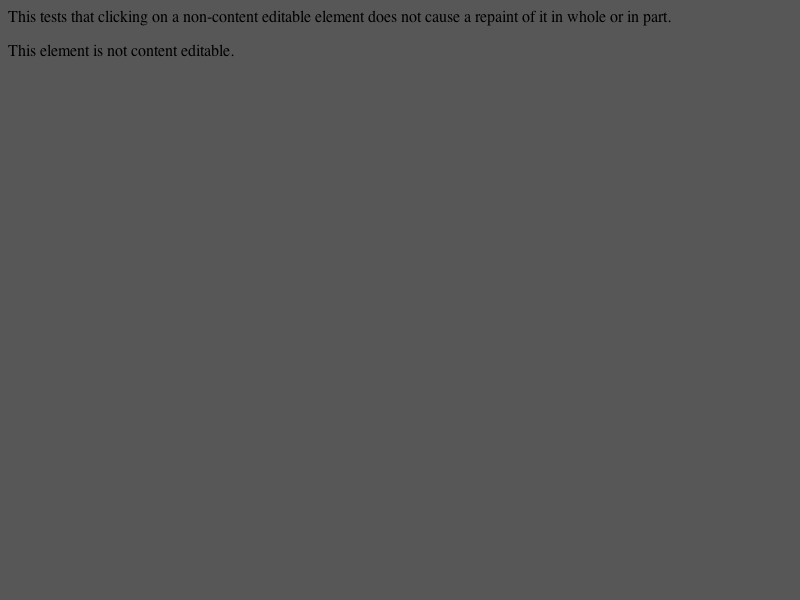 This tests that clicking on a non-content editable element does not cause a repaint of it in whole or in part.
This element is not content editable.